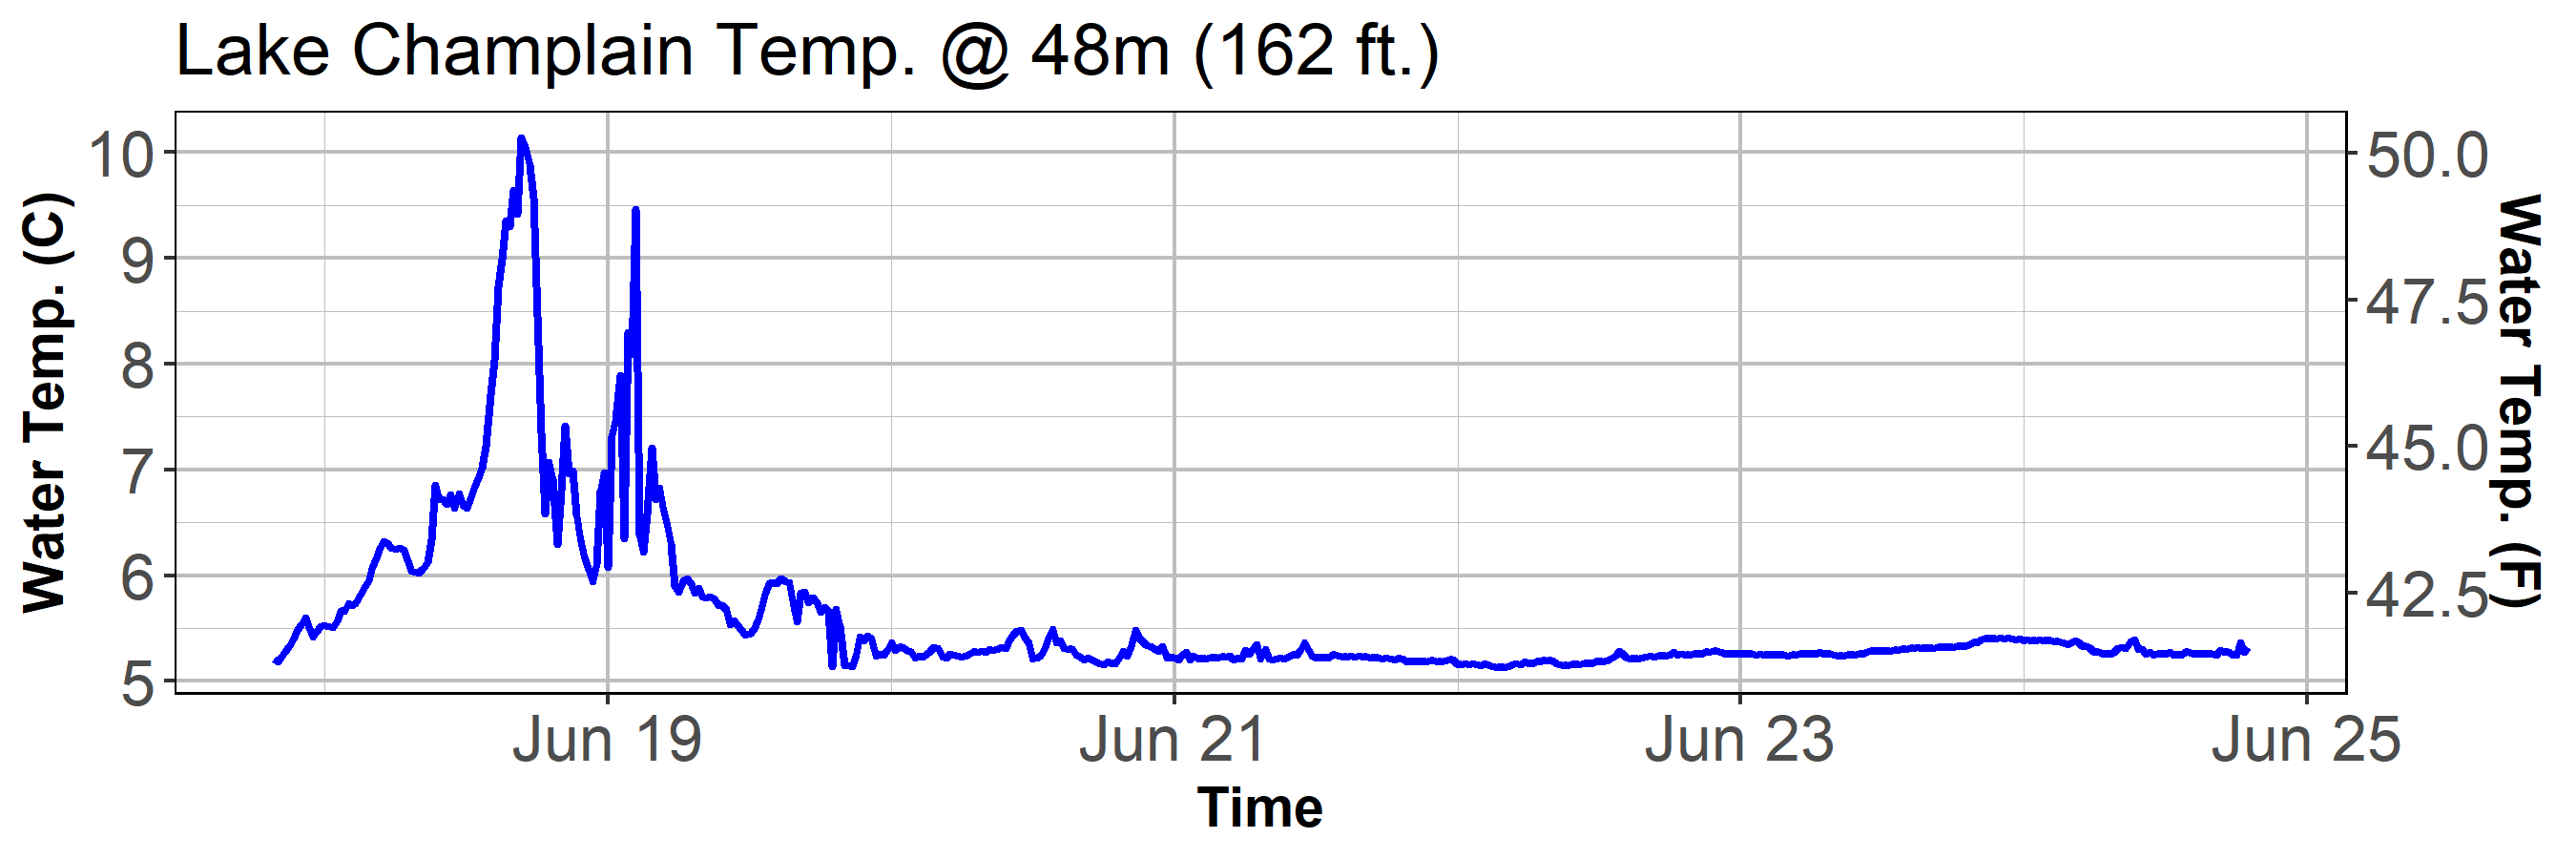 Lake Champlain Temp. @ 48m (162 ft.)
10
9
8
7
6
5
Water Temp. (C)
50.0
47.5
45.0
42.5
Water Temp. (F)
Jun 19 Jun 21 Jun 23 Jun 25
Time